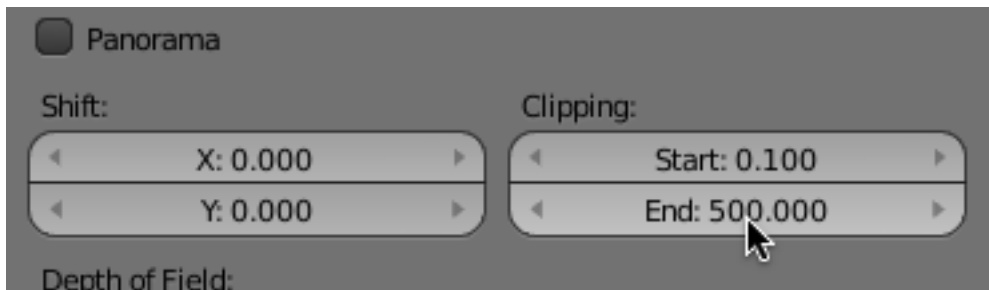 Panorama
Shift:
Clipping:
X: 0.000
Start: 0.100
Y: 0.000
End: 500.000
Depth of Field: